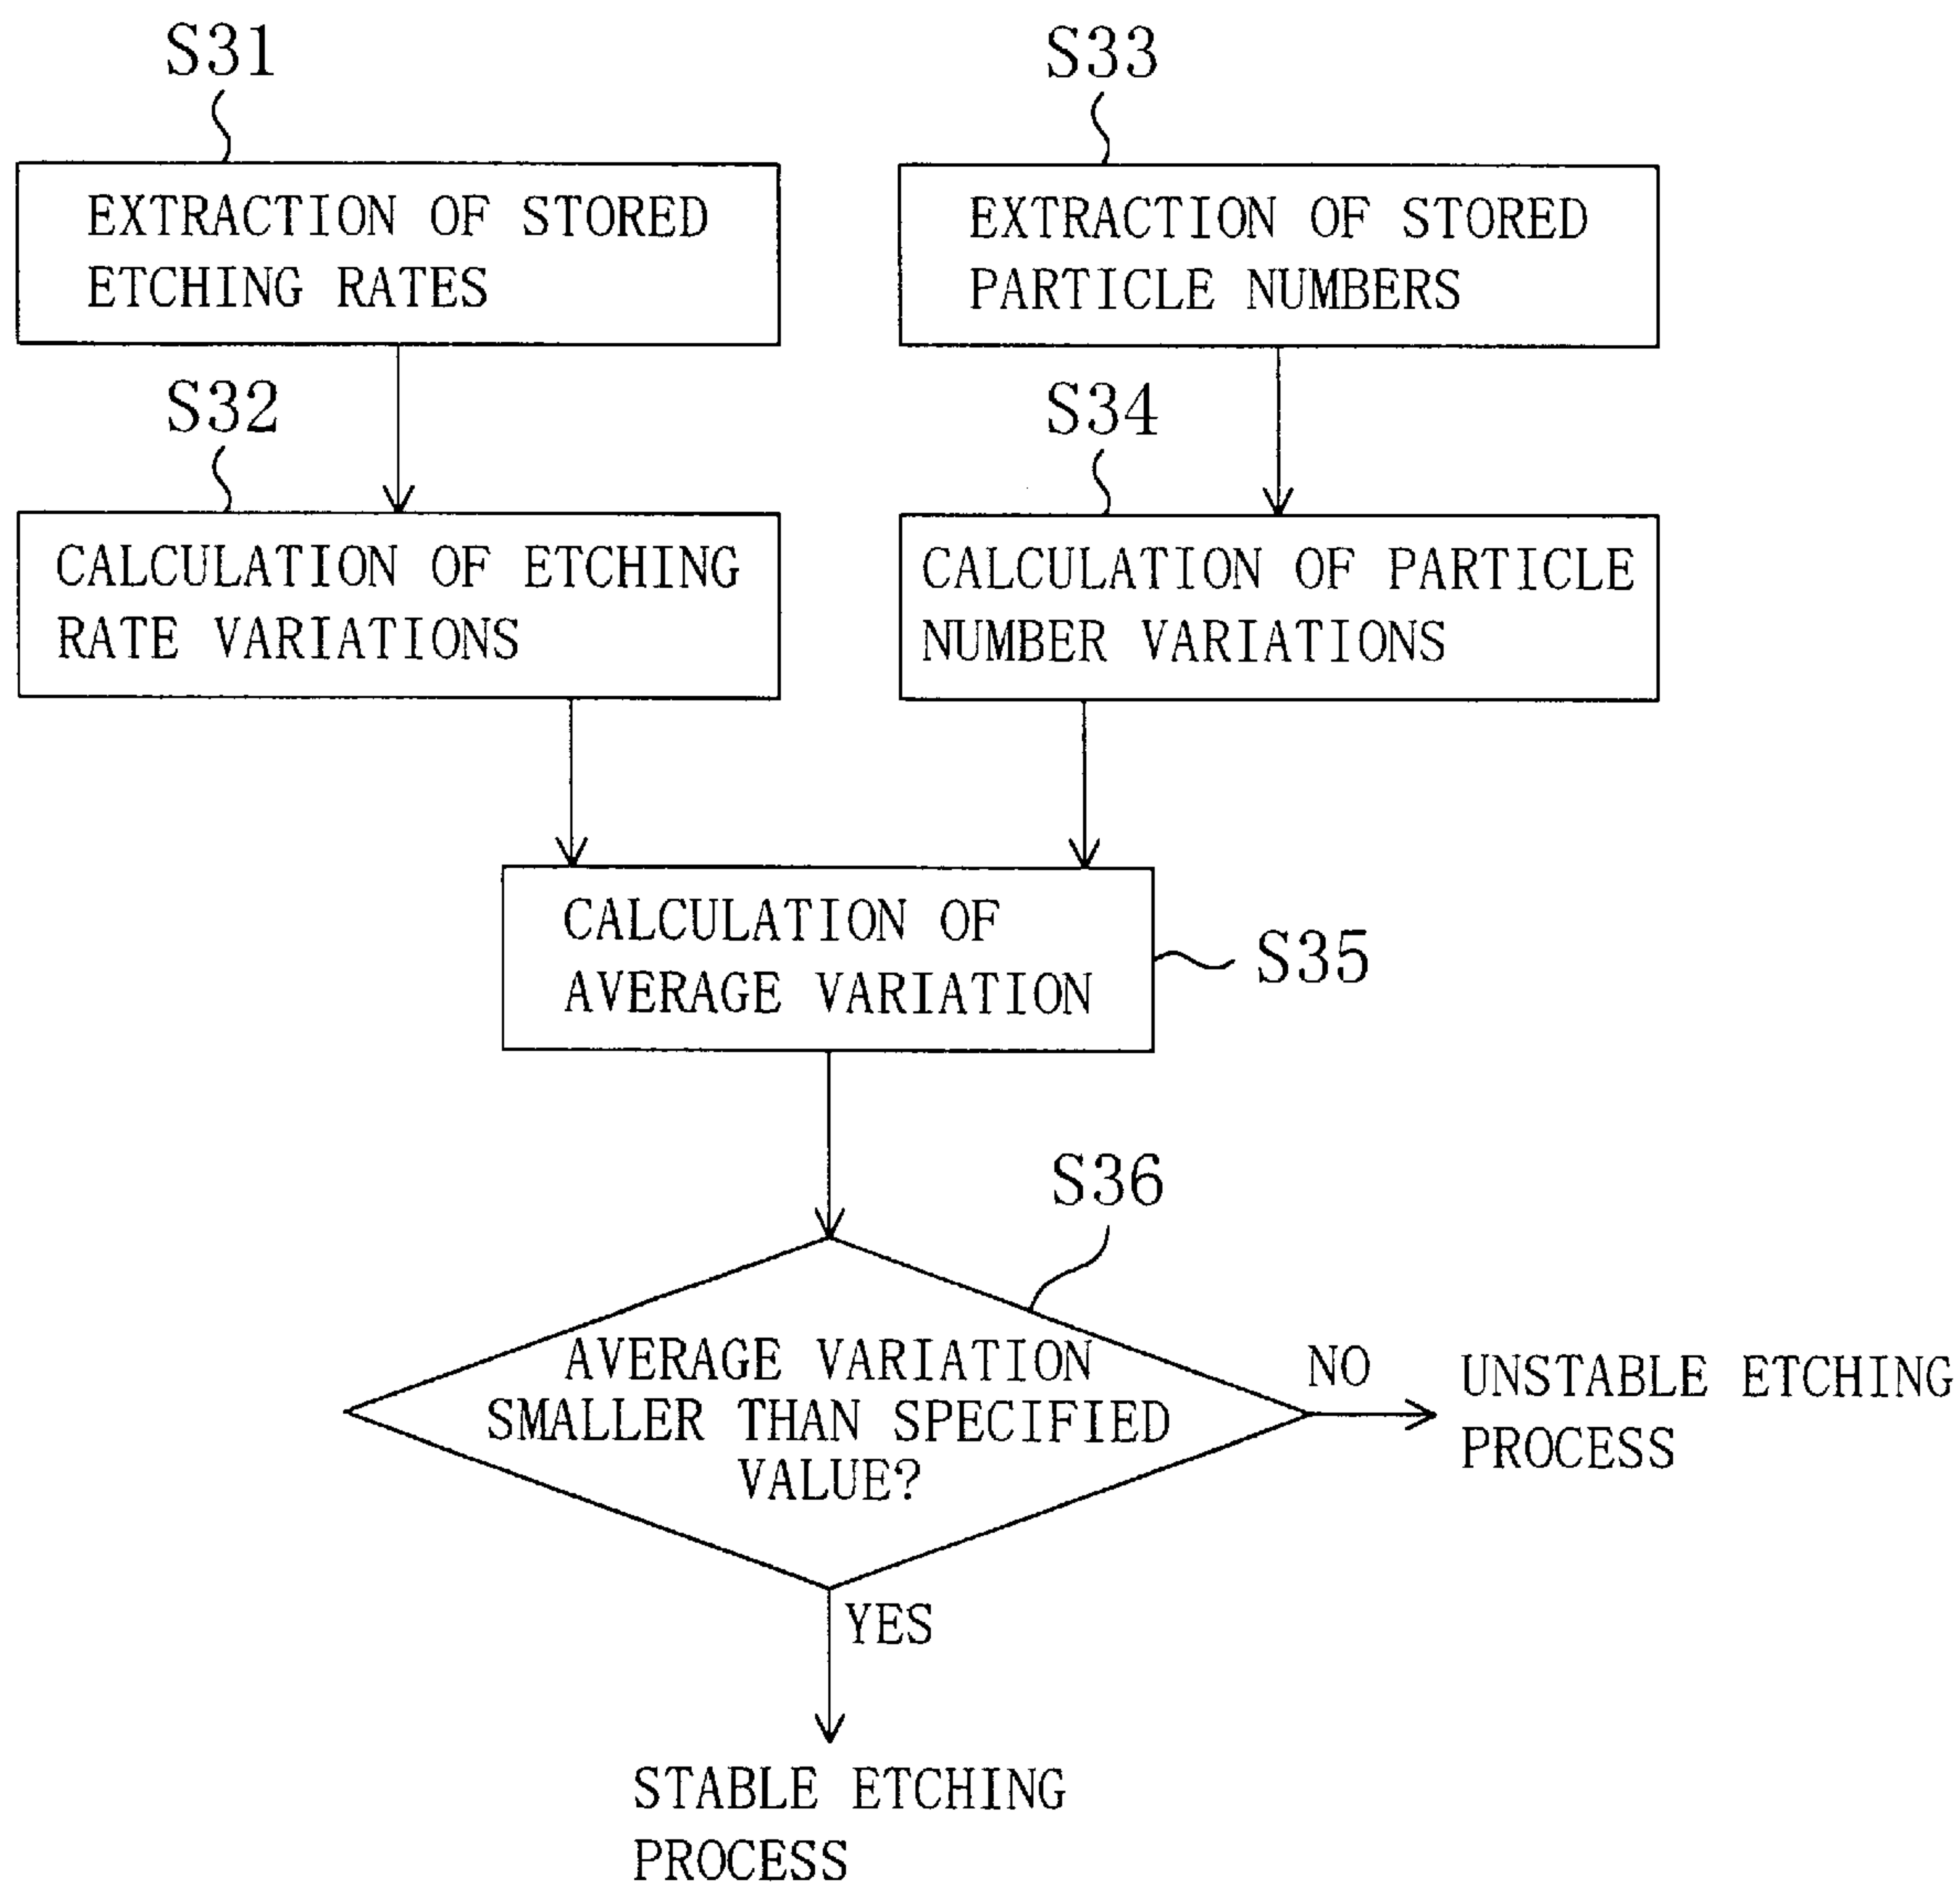 S31
EXTRACTION OF STORED
ETCHING RATES
S33
EXTRACTION OF STORED
PARTICLE NUMBERS
S32
CALCULATION OF ETCHING
RATE VARIATIONS
S34
CALCULATION OF PARTICLE
NUMBER VARIATIONS
CALCULATION OF
AVERAGE VARIATION
S35
S36
AVERAGE VARIATION
SMALLER THAN SPECIFIED
VALUE?
NO
UNSTABLE ETCHING
PROCESS
YES
STABLE ETCHING
PROCESS